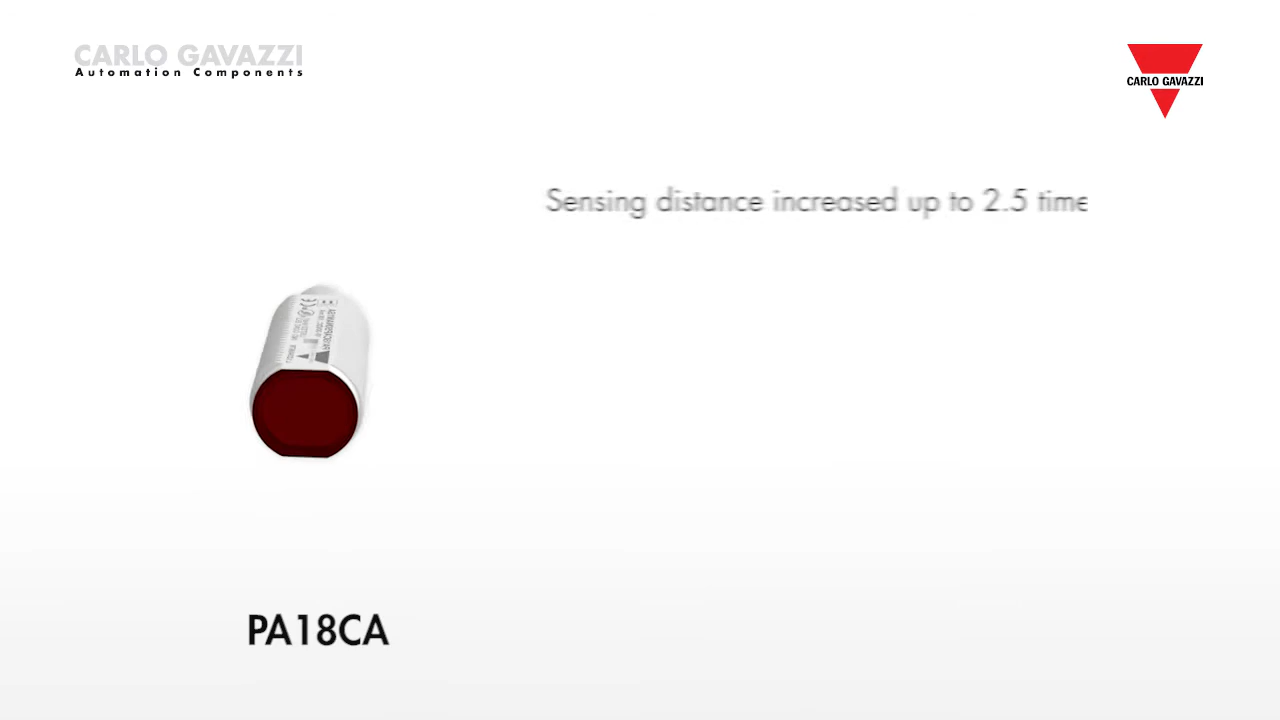 CARLO GAVAZZI
Automation Components
CARLO GAVAZZI
Sensing distance increased up to 2.5 time
PA18CA